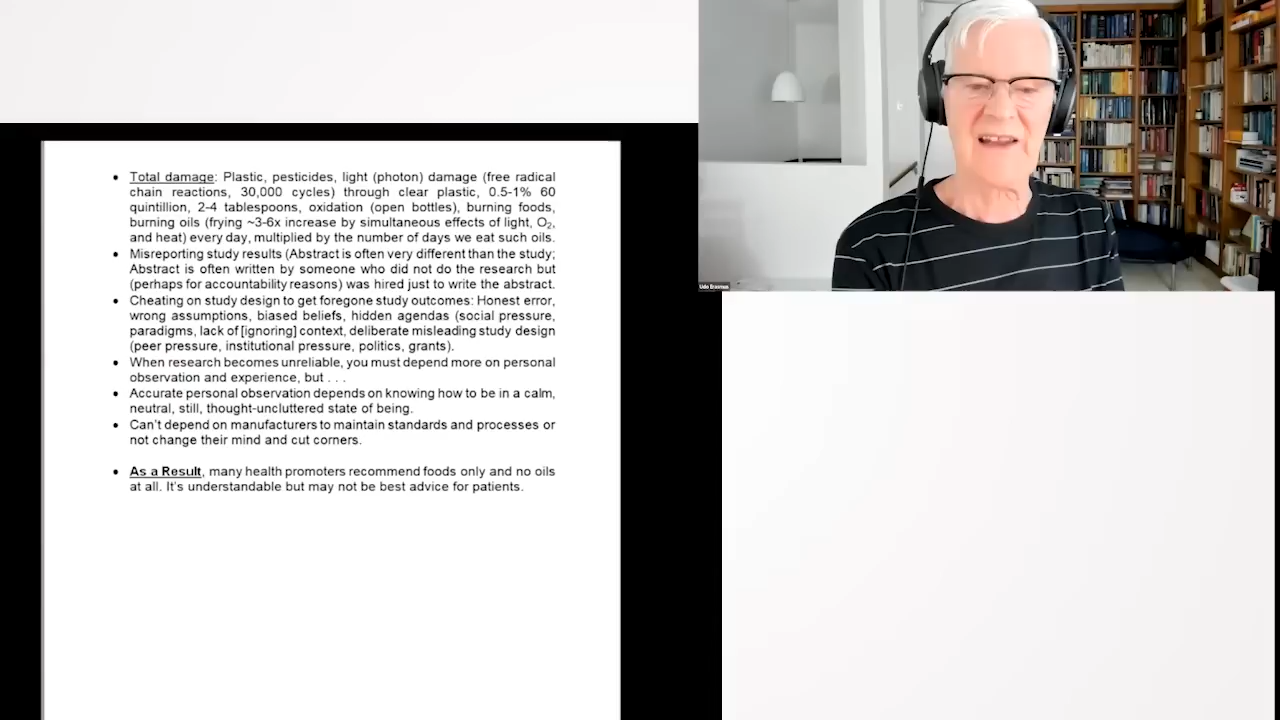 • Total damage: Plastic, pesticides, light (photon) damage (free radical
chain reactions, 30,000 cycles) through clear plastic, 0.5-1% 60
quintillion, 2-4 tablespoons, oxidation (open bottles), burning foods,
burning oils (frying ~3-6x increase by simultaneous effects of light, O₂,
and heat) every day, multiplied by the number of days we eat such oils.
• Misreporting study results (Abstract is often very different than the study;
Abstract is often written by someone who did not do the research but
(perhaps for accountability reasons) was hired just to write the abstract.
• Cheating on study design to get foregone study outcomes: Honest error,
wrong assumptions, biased beliefs, hidden agendas (social pressure,
paradigms, lack of [ignoring] context, deliberate misleading study design
(peer pressure, institutional pressure, politics, grants).
• When research becomes unreliable, you must depend more on personal
observation and experience, but . . .
• Accurate personal observation depends on knowing how to be in a calm,
neutral, still, thought-uncluttered state of being.
• Can't depend on manufacturers to maintain standards and processes or
not change their mind and cut corners.
• As a Result, many health promoters recommend foods only and no oils
at all. It's understandable but may not be best advice for patients.
Udo Erasmus